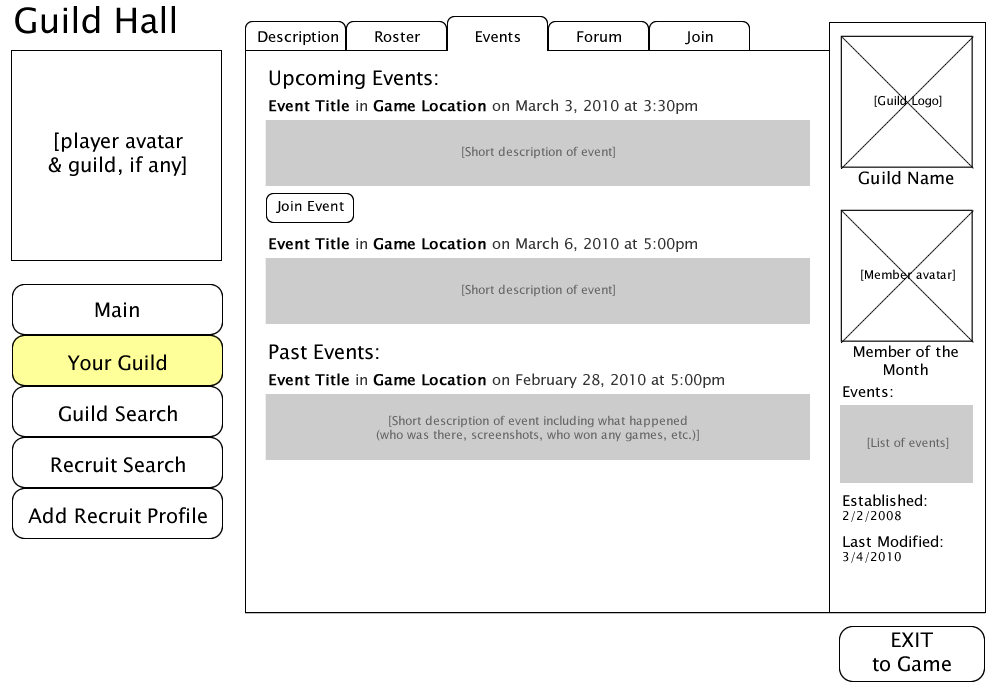 Guild Hall
[player avatar
& guild, if any]
Main
Your Guild
Guild Search
Recruit Search
Add Recruit Profile
Description
Roster
Events
Forum
Join
Upcoming Events:
Event Title in Game Location on March 3, 2010 at 3:30pm
[Short description of event]
Join Event
Event Title in Game Location on March 6, 2010 at 5:00pm
[Short description of event]
Past Events:
Event Title in Game Location on February 28, 2010 at 5:00pm
[Short description of event including what happened
(who was there, screenshots, who won any games, etc.)]
[Guild Logo]
Guild Name
[Member avatar]
Member of the
Month
Events:
[List of events]
Established:
2/2/2008
Last Modified:
3/4/2010
EXIT
to Game